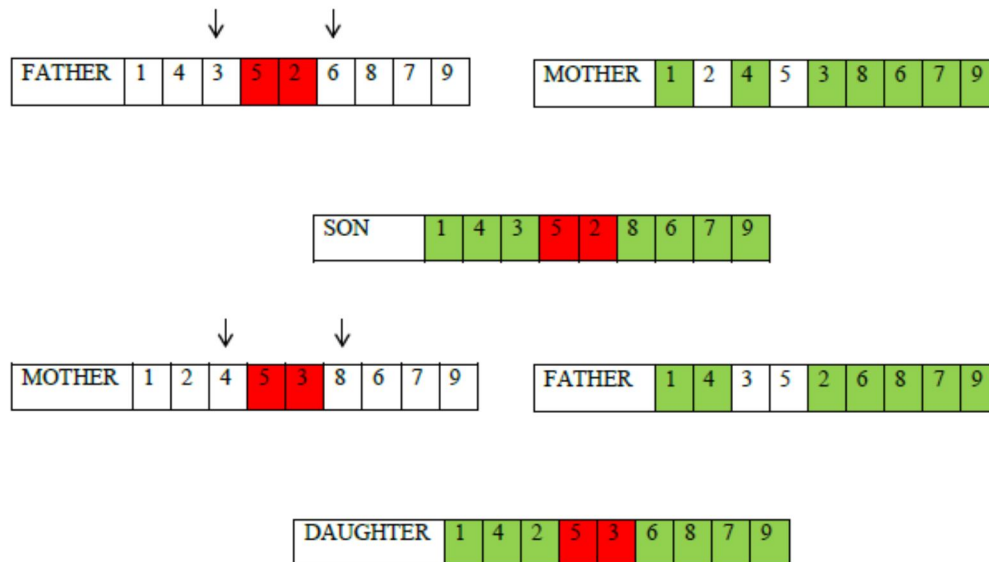 FATHER 1 4 3 5 2 6 8 7 9
MOTHER 1 2 4 5 3 8 6 7 9
SON 1 4 3 5 2 8 6 7 9
MOTHER 1 2 4 5 3 8 6 7 9
FATHER 1 4 3 5 2 6 8 7 9
DAUGHTER 1 4 2 5 3 6 8 7 9